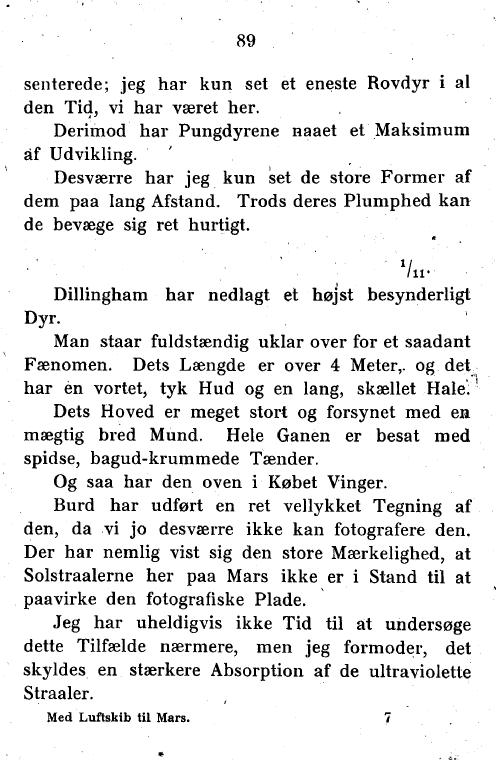 89
senterede; jeg har kun set et eneste Rovdyr i al
den Tid, vi har været her.
Derimod har Pungdyrene naaet et Maksimum
af Udvikling.
Desværre har jeg kun set de store Former af
dem paa lang Afstand. Trods deres Plumphed kan
de bevæge sig ret hurtigt.
1/11.
Dillingham har nedlagt et højst besynderligt
Dyr.
Man staar fuldstændig uklar over for et saadant
Fænomen. Dets Længde er over 4 Meter, og det
har en vortet, tyk Hud og en lang, skællet Hale.
Dets Hoved er meget stort og forsynet med en
mægtig bred Mund. Hele Ganen er besat med
spidse, bagud-krummede Tænder.
Og saa har den oven i Købet Vinger.
Burd har udført en ret vellykket Tegning af
den, da vi jo desværre ikke kan fotografere den.
Der har nemlig vist sig den store Mærkelighed, at
Solstraalerne her paa Mars ikke er i Stand til at
paavirke den fotografiske Plade.
Jeg har uheldigvis ikke Tid til at undersøge
dette Tilfælde nærmere, men jeg formoder, det
skyldes en stærkere Absorption af de ultraviolette
Straaler.
Med Luftskib til Mars. 7